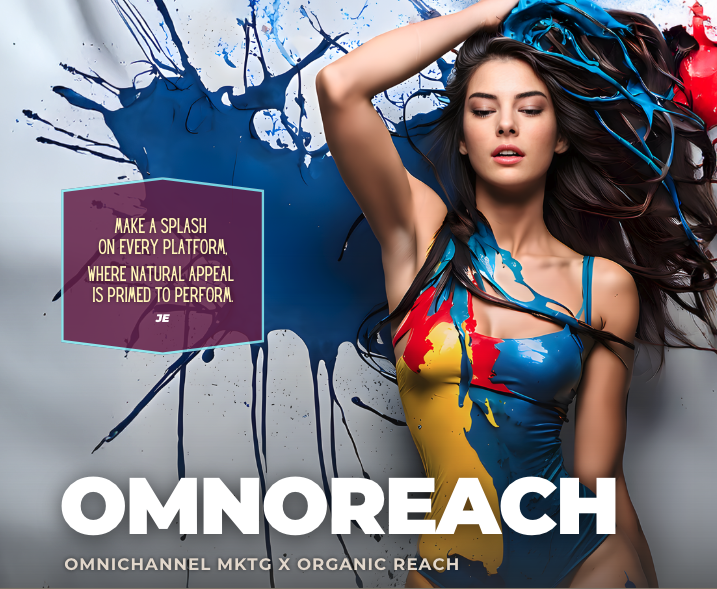 MAKE A SPLASH
ON EVERY PLATFORM,
WHERE NATURAL APPEAL
IS PRIMED TO PERFORM.
JE
OMNOREACH
OMNICHANNEL MKTG X ORGANIC REACH